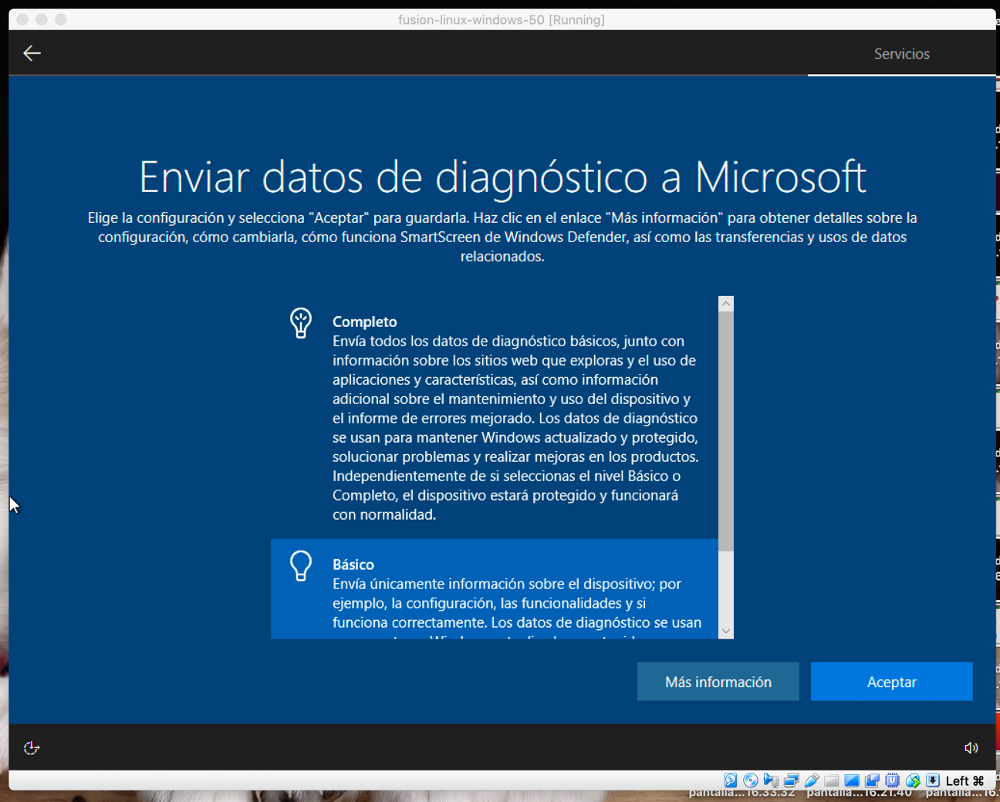 fusion-linux-windows-50 [Running]
Servicios
Enviar datos de diagnóstico a Microsoft
Elige la configuración y selecciona "Aceptar" para guardarla. Haz clic en el enlace "Más información" para obtener detalles sobre la
configuración, cómo cambiarla, cómo funciona SmartScreen de Windows Defender, así como las transferencias y usos de datos
relacionados.
Completo
Envía todos los datos de diagnóstico básicos, junto con
información sobre los sitios web que exploras y el uso de
aplicaciones y características, así como información
adicional sobre el mantenimiento y uso del dispositivo y
el informe de errores mejorado. Los datos de diagnóstico
se usan para mantener Windows actualizado y protegido,
solucionar problemas y realizar mejoras en los productos.
Independientemente de si seleccionas el nivel Básico o
Completo, el dispositivo estará protegido y funcionará
con normalidad.
Básico
Envía únicamente información sobre el dispositivo; por
ejemplo, la configuración, las funcionalidades y si
funciona correctamente. Los datos de diagnóstico se usan
Más información
Aceptar
Left ⌘
pantalla...16.33.32 pantalla...16.21.40 pantalla...16.